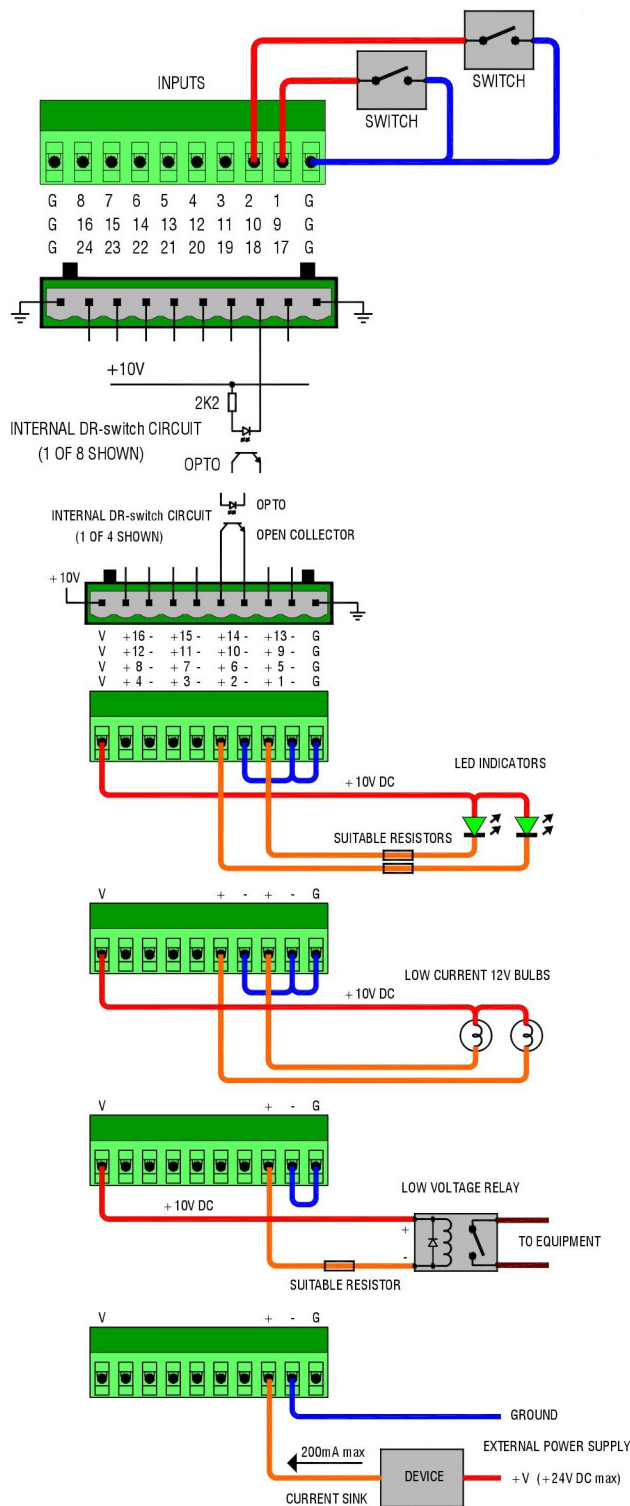 SWITCH
INPUTS
SWITCH
G 8 7 6 5 4 3 2 1 G
G 16 15 14 13 12 11 10 9 G
G 24 23 22 21 20 19 18 17 G
+10V
2K2
INTERNAL DR-switch CIRCUIT
(1 OF 8 SHOWN)
OPTO
OPTO
INTERNAL DR-switch CIRCUIT
(1 OF 4 SHOWN)
OPEN COLLECTOR
+10V
V +16- +15- +14- +13- G
V +12- +11- +10- + 9 - G
V + 8 - + 7 - + 6 - + 5 - G
V + 4 - + 3 - + 2 - + 1 - G
LED INDICATORS
+10V DC
SUITABLE RESISTORS
V + - + - G
LOW CURRENT 12V BULBS
+10V DC
V + - G
LOW VOLTAGE RELAY
+10V DC
+
TO EQUIPMENT
-
SUITABLE RESISTOR
V + - G
GROUND
200mA max
EXTERNAL POWER SUPPLY
DEVICE
+V (+24V DC max)
CURRENT SINK